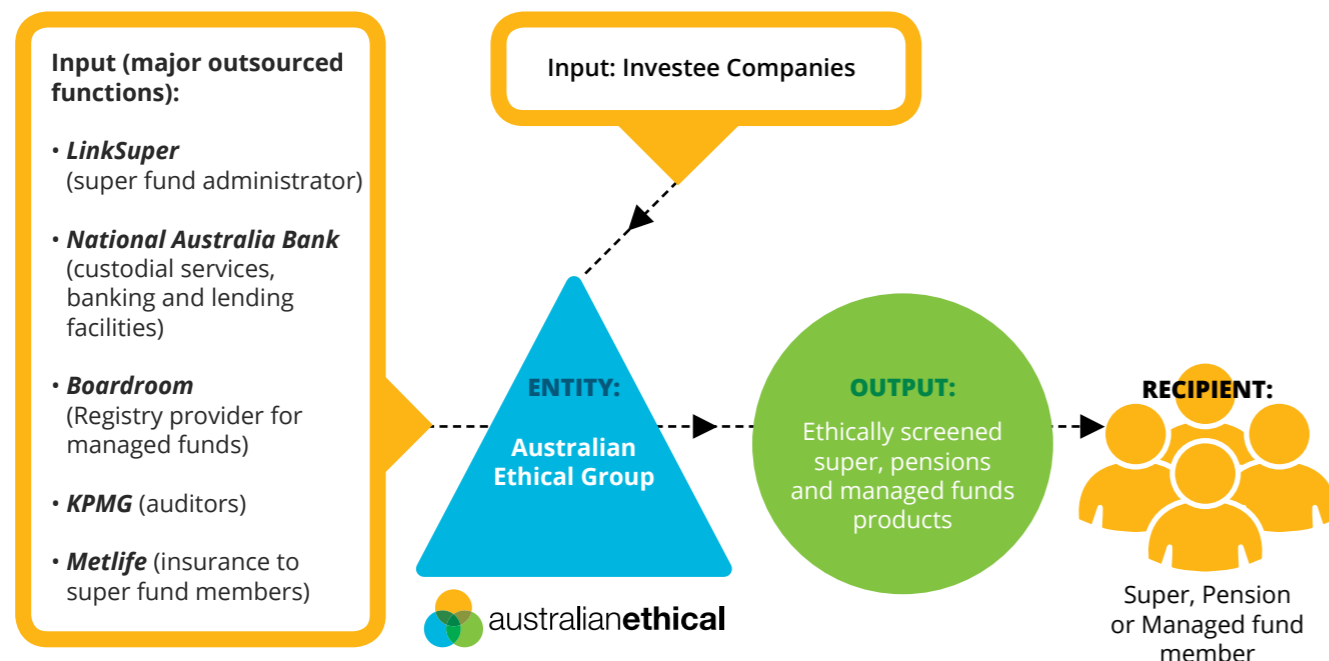 Input (major outsourced
functions):
• LinkSuper
(super fund administrator)
• National Australia Bank
(custodial services,
banking and lending
facilities)
• Boardroom
(Registry provider for
managed funds)
• KPMG (auditors)
• Metlife (insurance to
super fund members)
Input: Investee Companies
ENTITY:
Australian
Ethical Group
australianethical
OUTPUT:
Ethically screened
super, pensions
and managed funds
products
RECIPIENT:
Super, Pension
or Managed fund
member